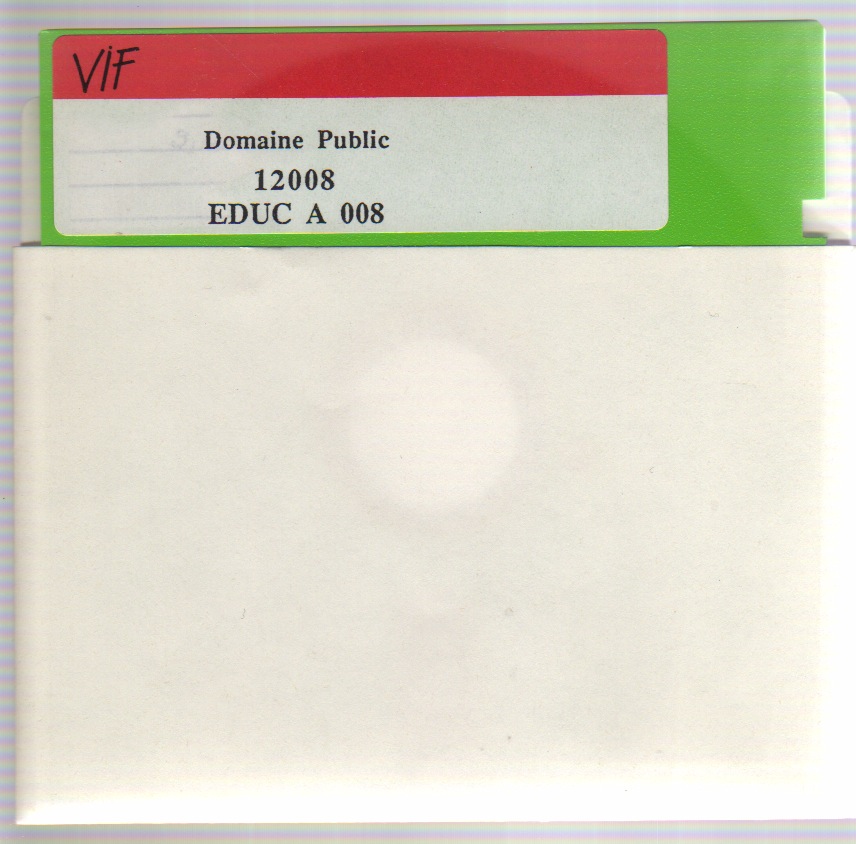 VIF
Domaine Public
12008
EDUC A 008